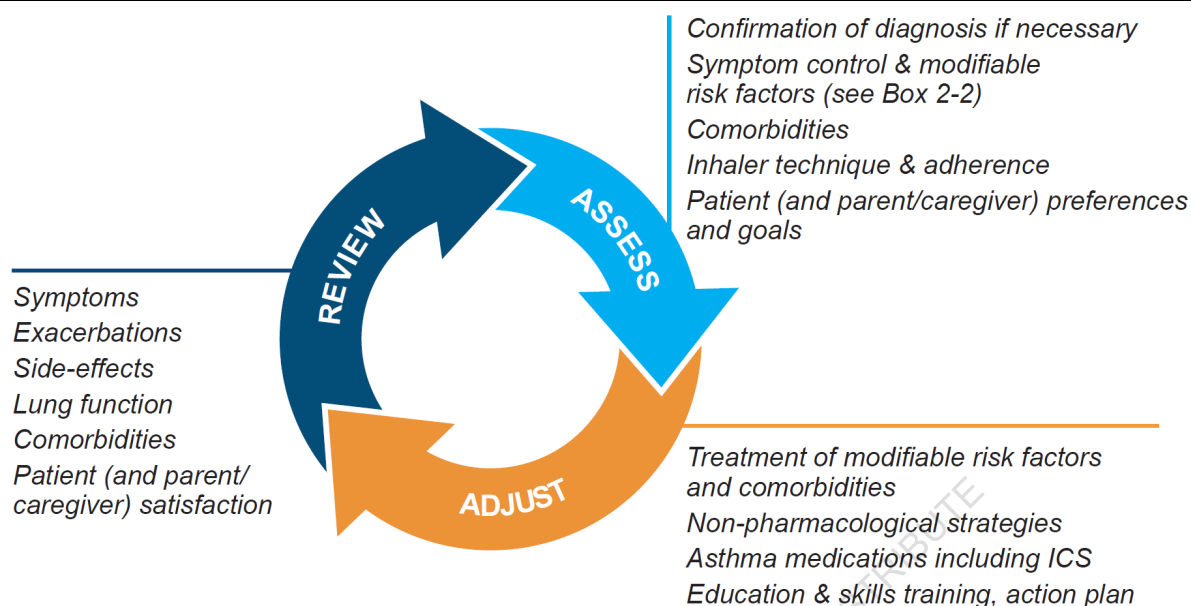 Confirmation of diagnosis if necessary
Symptom control & modifiable
risk factors (see Box 2-2)
Comorbidities
Inhaler technique & adherence
Patient (and parent/caregiver) preferences
and goals
ASSESS
REVIEW
Symptoms
Exacerbations
Side-effects
Lung function
Comorbidities
Patient (and parent/
caregiver) satisfaction
ADJUST
Treatment of modifiable risk factors
and comorbidities
Non-pharmacological strategies
Asthma medications including ICS
Education & skills training, action plan